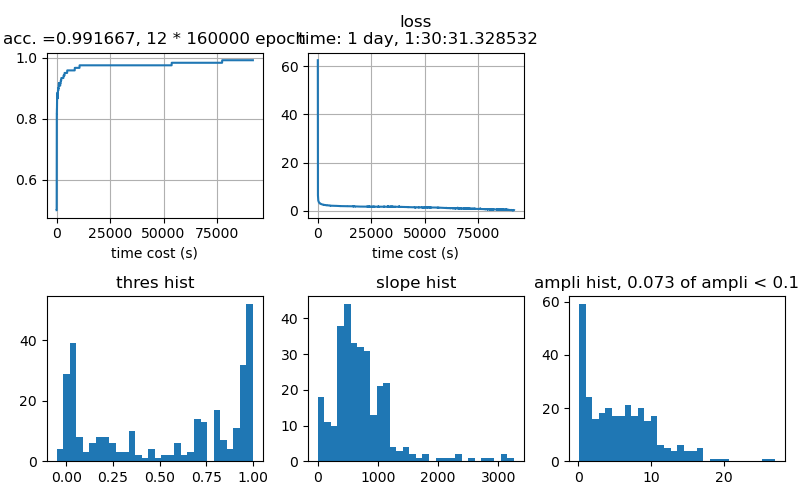 acc. =0.991667, 12 * 160000 epoch
loss
time: 1 day, 1:30:31.328532
1.0
0.8
0.6
0 25000 50000 75000
time cost (s)
60
40
20
0
0 25000 50000 75000
time cost (s)
thres hist
40
20
0
0.00 0.25 0.50 0.75 1.00
slope hist
40
30
20
10
0
0 1000 2000 3000
ampli hist, 0.073 of ampli < 0.1
60
40
20
0
0 10 20